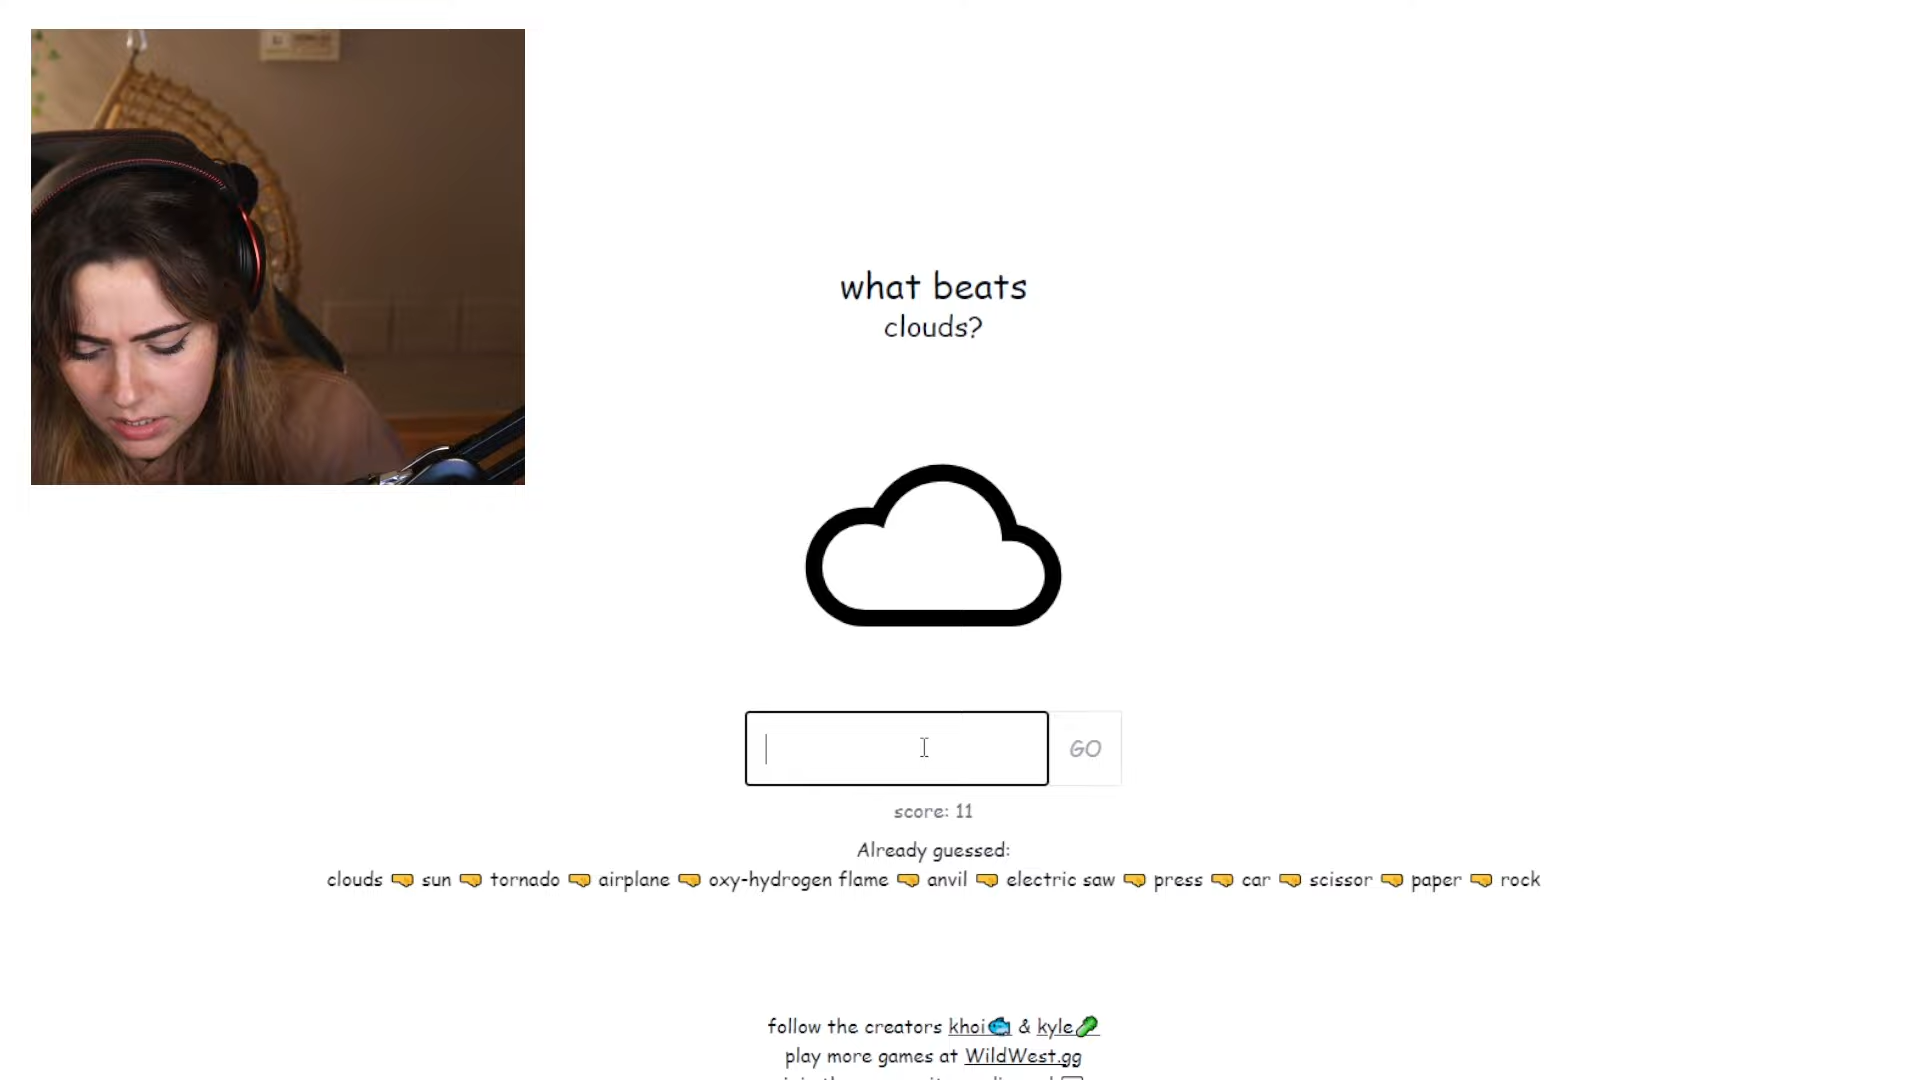 what beats
clouds?
GO
score: 11
Already guessed:
clouds 🤜 sun 🤜 tornado 🤜 airplane 🤜 oxy-hydrogen flame 🤜 anvil 🤜 electric saw 🤜 press 🤜 car 🤜 scissor 🤜 paper 🤜 rock
follow the creators khoi🐟 & kyle🥒
play more games at WildWest.gg